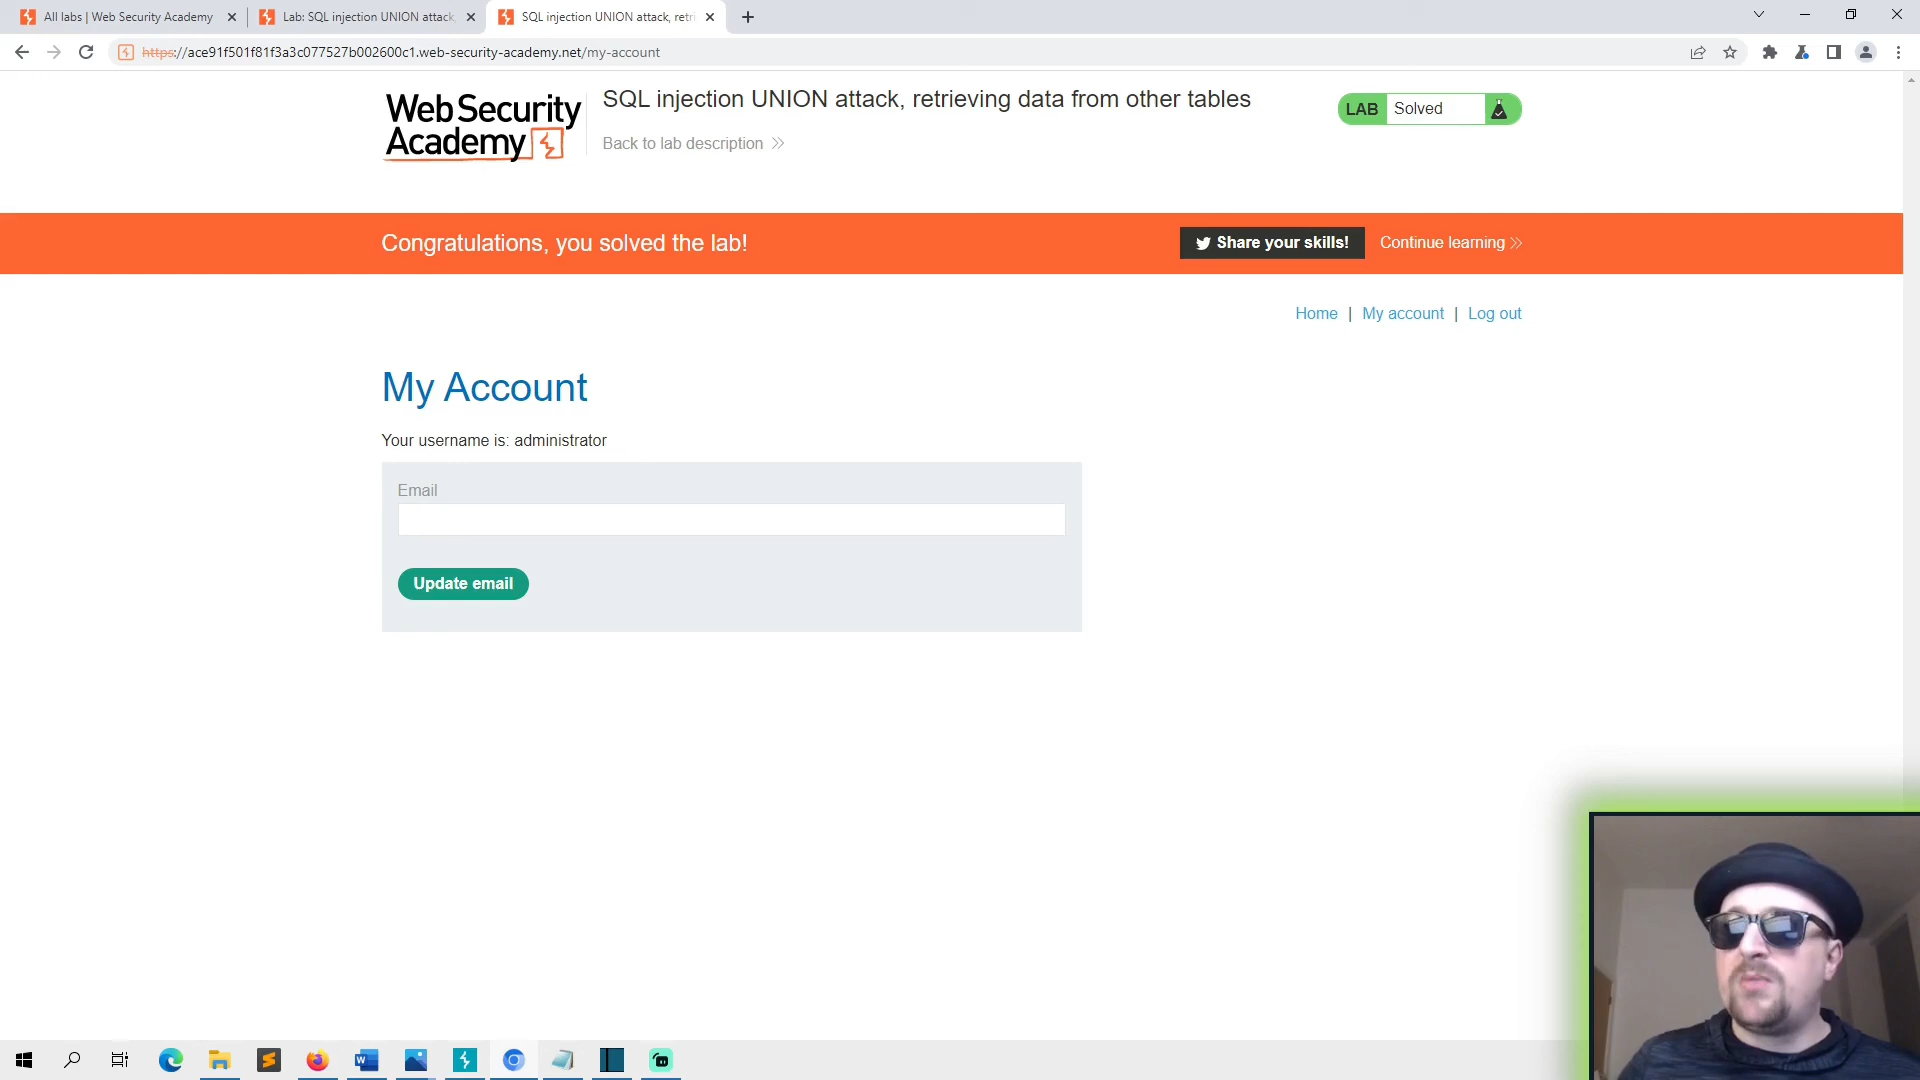 All labs | Web Security Academy
Lab: SQL injection UNION attack,
SQL injection UNION attack, retri
https://ace91f501f81f3a3c077527b002600c1.web-security-academy.net/my-account
Web Security
Academy
SQL injection UNION attack, retrieving data from other tables
Back to lab description
LAB Solved
Congratulations, you solved the lab!
Share your skills!
Continue learning
Home | My account | Log out
My Account
Your username is: administrator
Email
Update email